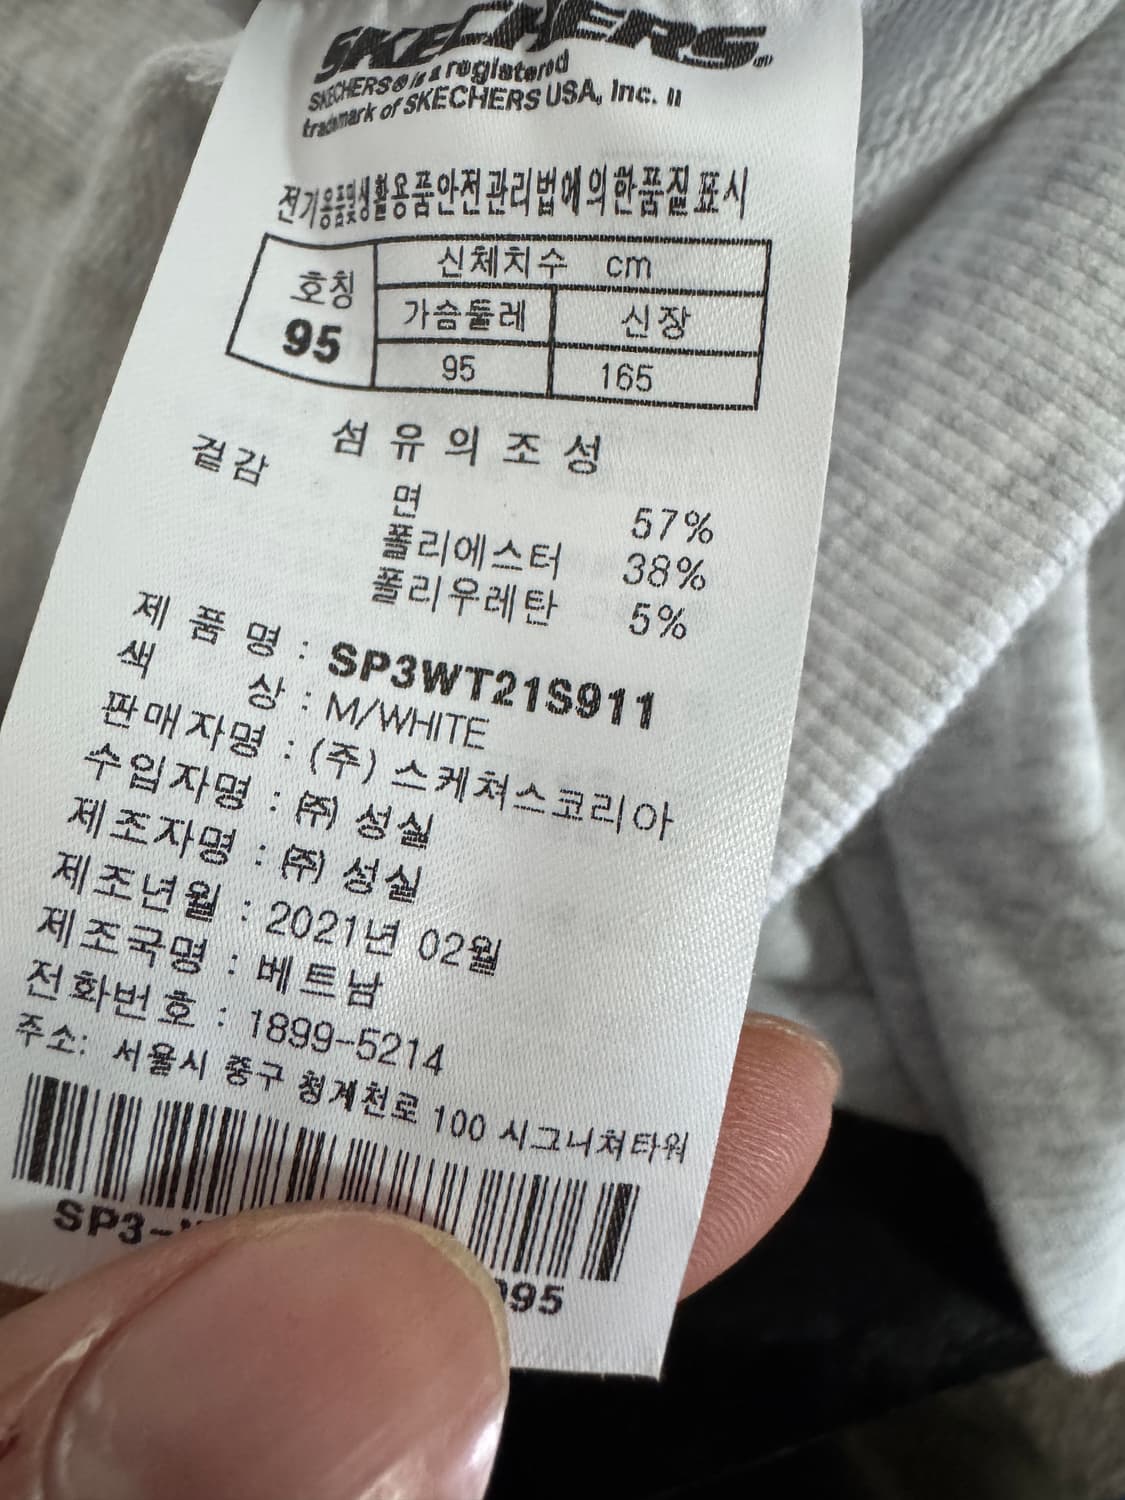 SKECHERS
SKECHERS® is a registered
trademark of SKECHERS USA, Inc. II
전기용품및생활용품안전관리법에의한품질표시
호칭 신체치수 cm
가슴둘레 신장
95 95 165
섬유의조성
겉감
면 57%
폴리에스터 38%
폴리우레탄 5%
제품명 : SP3WT21S911
색상 : M/WHITE
판매자명 : (주) 스케쳐스코리아
수입자명 : ㈜ 성실
제조자명 : ㈜ 성실
제조년월 : 2021년 02월
제조국명 : 베트남
전화번호 : 1899-5214
주소: 서울시 중구 청계천로 100 시그니쳐타워
SP3- 95